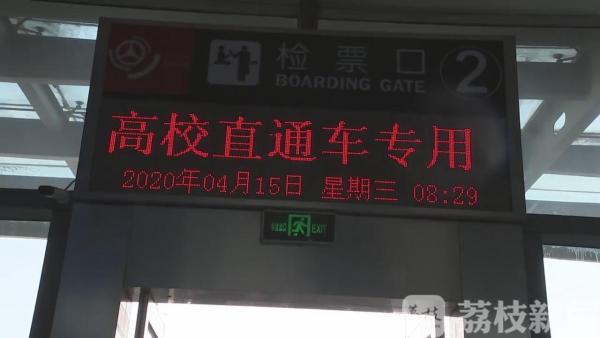 检票口
BOARDING GATE
2
高校直通车专用
2020年04月15日 星期三 08:29
EXIT
荔枝新